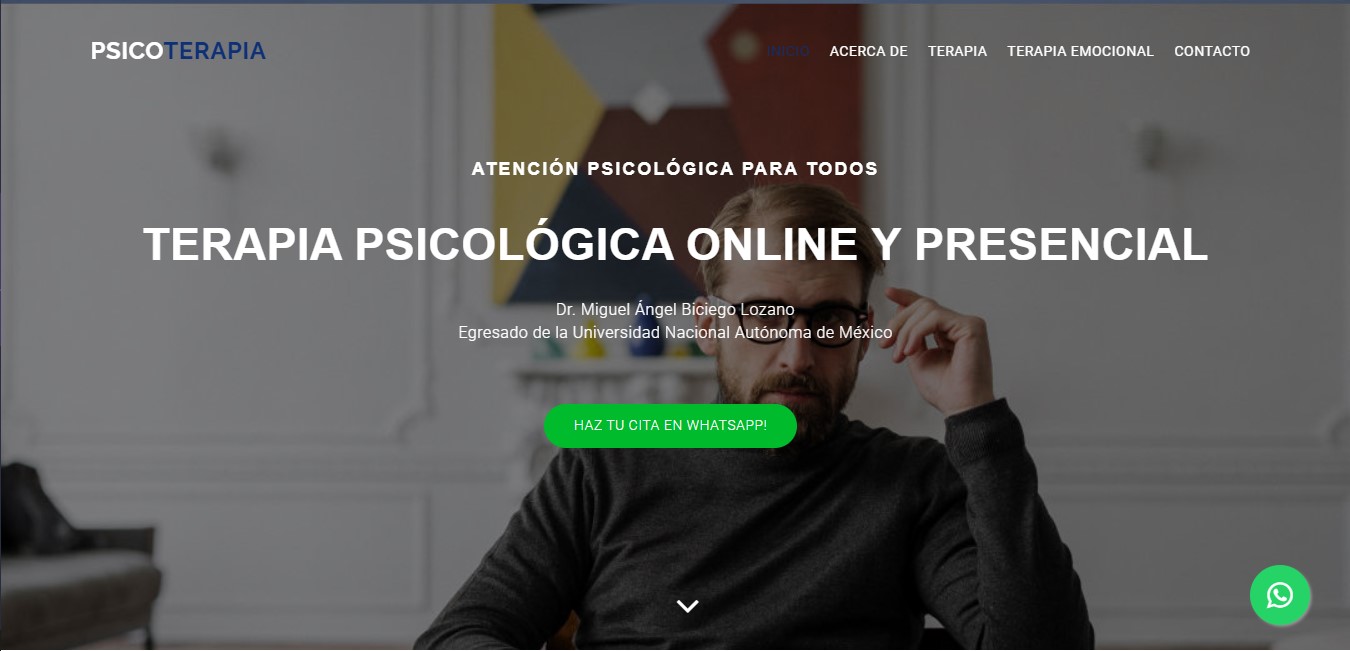 PSICOTERAPIA
INICIO ACERCA DE TERAPIA TERAPIA EMOCIONAL CONTACTO
ATENCIÓN PSICOLÓGICA PARA TODOS
TERAPIA PSICOLÓGICA ONLINE Y PRESENCIAL
Dr. Miguel Ángel Biciego Lozano
Egresado de la Universidad Nacional Autónoma de México
HAZ TU CITA EN WHATSAPP!